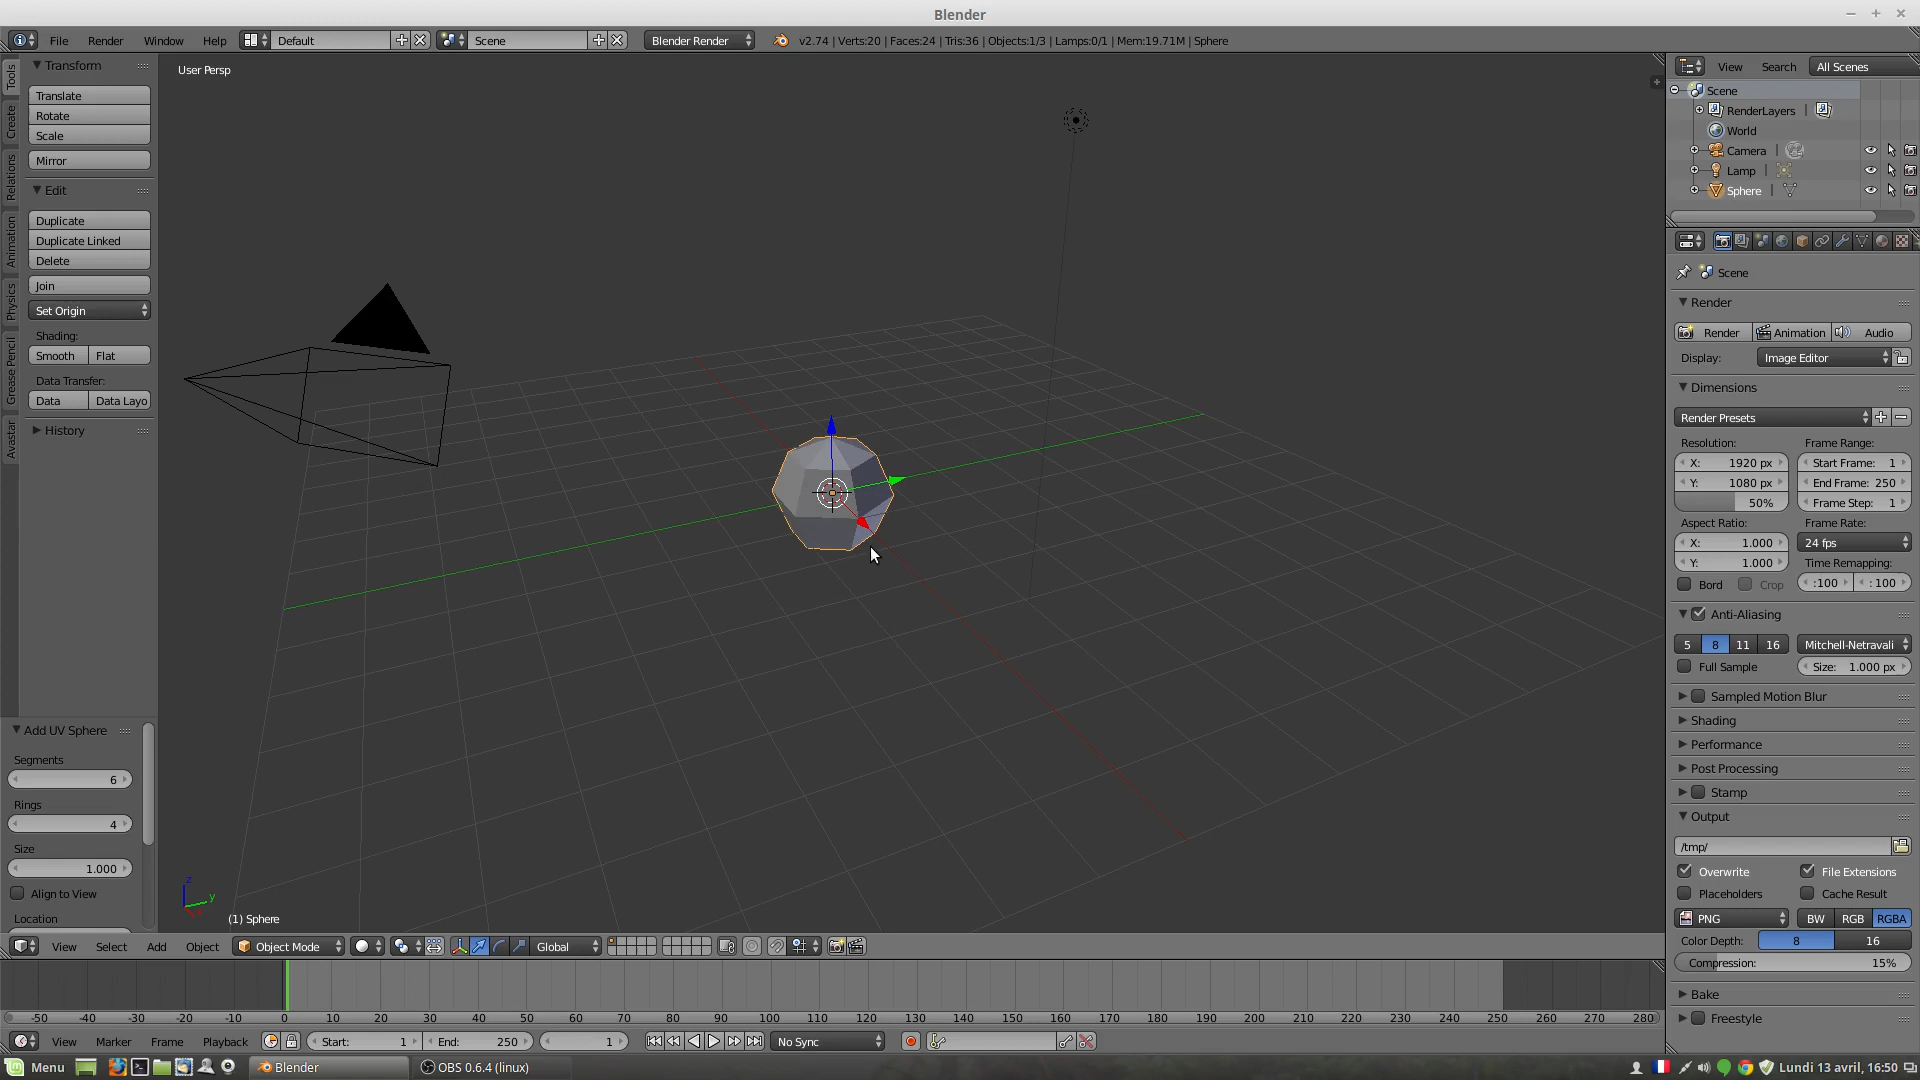 Blender
File Render Window Help Default Scene Blender Render v2.74 | Verts:20 | Faces:24 | Tris:36 | Objects:1/3 | Lamps:0/1 | Mem:19.71M | Sphere
Tools
Create
Relations
Animation
Physics
Grease Pencil
Avastar
Transform
Translate
Rotate
Scale
Mirror
Edit
Duplicate
Duplicate Linked
Delete
Join
Set Origin
Shading:
Smooth Flat
Data Transfer:
Data Data Layo
History
Add UV Sphere
Segments
6
Rings
4
Size
1.000
Align to View
Location
User Persp
z
y
x
(1) Sphere
View Select Add Object Object Mode Global
-50 -40 -30 -20 -10 0 10 20 30 40 50 60 70 80 90 100 110 120 130 140 150 160 170 180 190 200 210 220 230 240 250 260 270 280
View Marker Frame Playback Start: 1 End: 250 1 No Sync
View Search All Scenes
Scene
RenderLayers |
World
Camera |
Lamp |
Sphere |
Scene
Render
Render Animation Audio
Display: Image Editor
Dimensions
Render Presets
Resolution: Frame Range:
X: 1920 px Start Frame: 1
Y: 1080 px End Frame: 250
50% Frame Step: 1
Aspect Ratio: Frame Rate:
X: 1.000 24 fps
Y: 1.000 Time Remapping:
Bord Crop :100 : 100
Anti-Aliasing
5 8 11 16 Mitchell-Netravali
Full Sample Size: 1.000 px
Sampled Motion Blur
Shading
Performance
Post Processing
Stamp
Output
/tmp/
Overwrite File Extensions
Placeholders Cache Result
PNG BW RGB RGBA
Color Depth: 8 16
Compression: 15%
Bake
Freestyle
Menu Blender OBS 0.6.4 (linux) Lundi 13 avril, 16:50